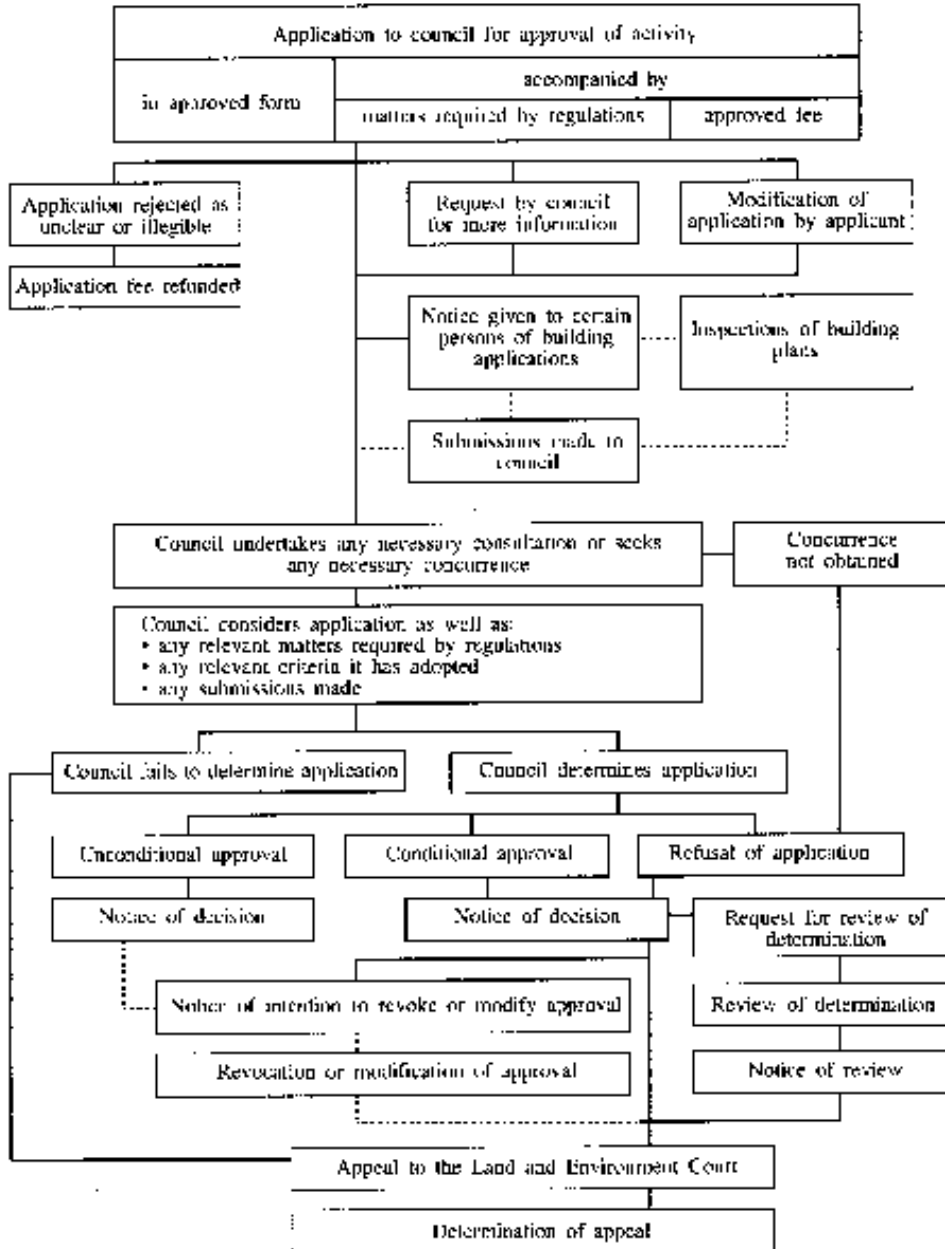 Application to council for approval of activity
accompanied by
in approved form
matters required by regulations
approved fee
Application rejected as
unclear or illegible
Request by council
for more information
Modification of
application by applicant
Application fee refunded
Notice given to certain
persons of building
applications
Inspections of building
plans
Submissions made to
council
Council undertakes any necessary consultation or seeks
any necessary concurrence
Concurrence
not obtained
Council considers application as well as:
• any relevant matters required by regulations
• any relevant criteria it has adopted
• any submissions made
Council fails to determine application
Council determines application
Unconditional approval
Conditional approval
Refusal of application
Notice of decision
Notice of decision
Request for review of
determination
Notice of intention to revoke or modify approval
Review of determination
Revocation or modification of approval
Notice of review
Appeal to the Land and Environment Court
Determination of appeal